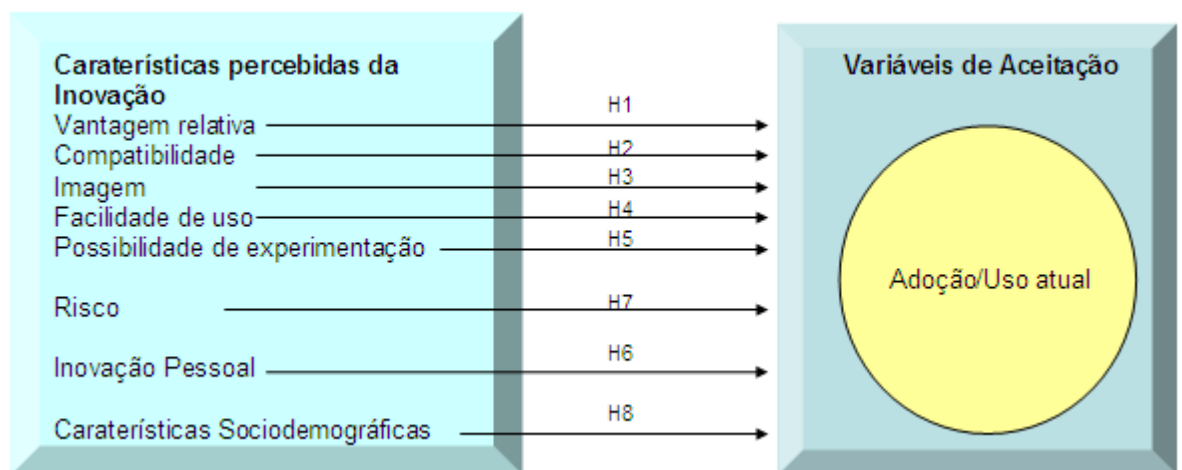 Caraterísticas percebidas da
Inovação
Vantagem relativa
Compatibilidade
Imagem
Facilidade de uso
Possibilidade de experimentação
Risco
Inovação Pessoal
Caraterísticas Sociodemográficas
H1
H2
H3
H4
H5
H7
H6
H8
Variáveis de Aceitação
Adoção/Uso atual